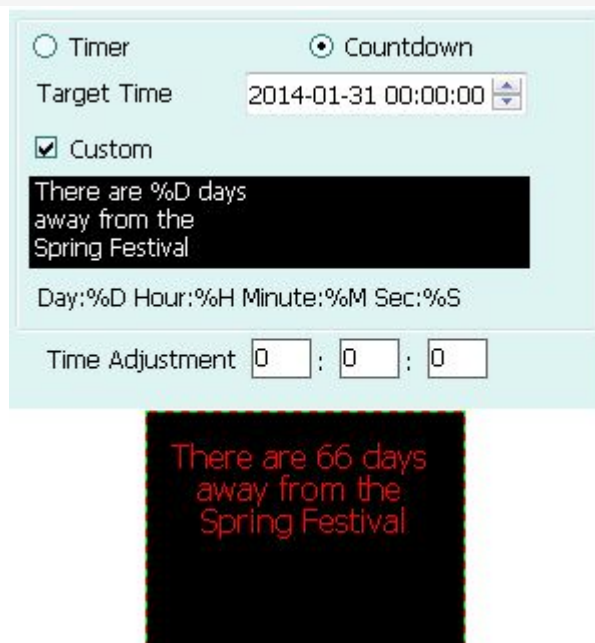 Timer Countdown
Target Time 2014-01-31 00:00:00
Custom
There are %D days
away from the
Spring Festival
Day:%D Hour:%H Minute:%M Sec:%S
Time Adjustment 0 : 0 : 0
There are 66 days
away from the
Spring Festival